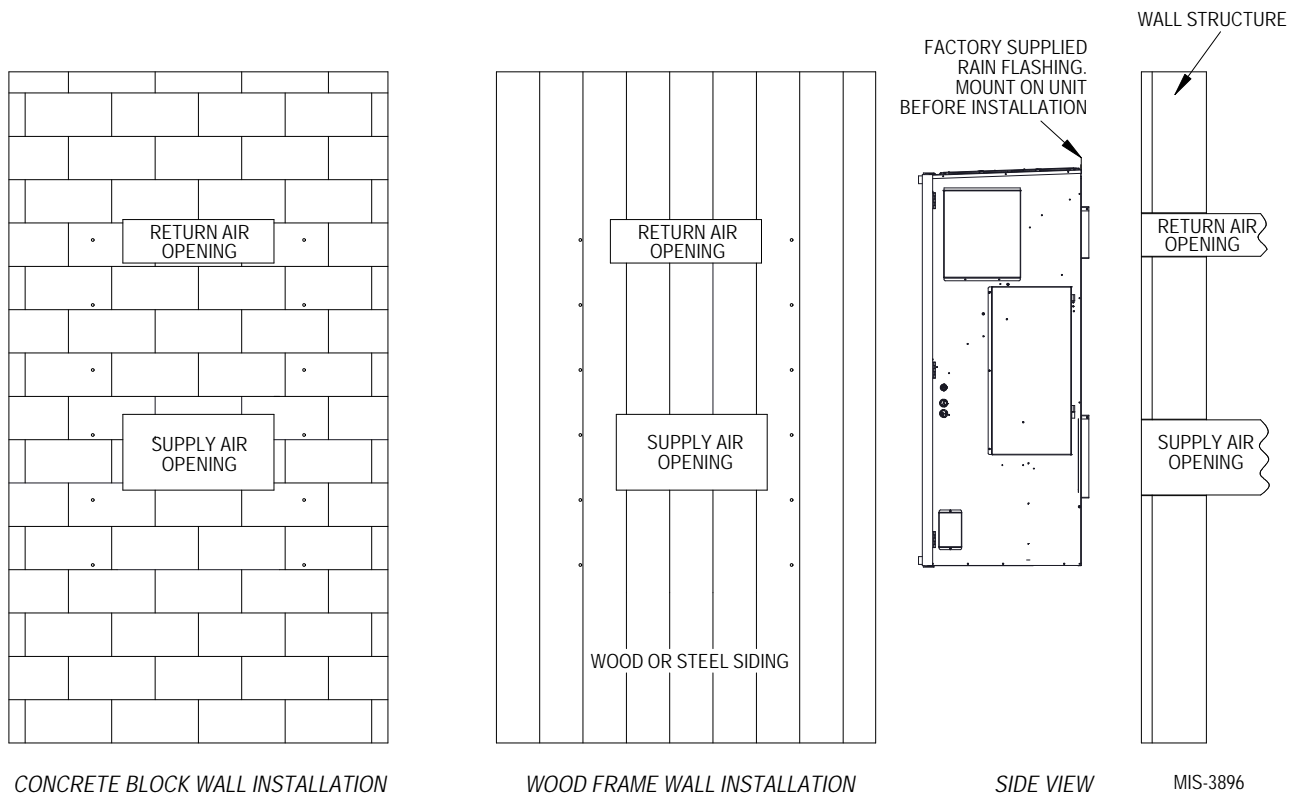 WALL STRUCTURE
FACTORY SUPPLIED
RAIN FLASHING.
MOUNT ON UNIT
BEFORE INSTALLATION
RETURN AIR
OPENING
RETURN AIR
OPENING
RETURN AIR
OPENING
SUPPLY AIR
OPENING
SUPPLY AIR
OPENING
SUPPLY AIR
OPENING
WOOD OR STEEL SIDING
CONCRETE BLOCK WALL INSTALLATION
WOOD FRAME WALL INSTALLATION
SIDE VIEW
MIS-3896